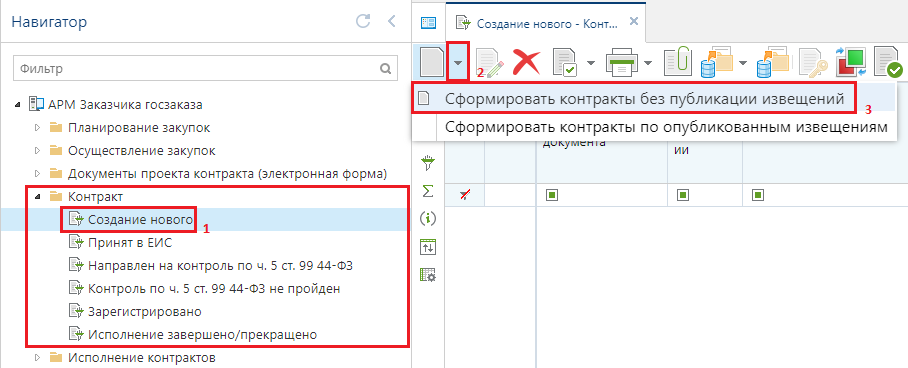 Навигатор
Фильтр
АРМ Заказчика госзаказа
Планирование закупок
Осуществление закупок
Документы проекта контракта (электронная форма)
Контракт
Создание нового 1
Принят в ЕИС
Направлен на контроль по ч. 5 ст. 99 44-ФЗ
Контроль по ч. 5 ст. 99 44-ФЗ не пройден
Зарегистрировано
Исполнение завершено/прекращено
Исполнение контрактов
Создание нового - Конт...
2
Сформировать контракты без публикации извещений 3
Сформировать контракты по опубликованным извещениям
документа
ии